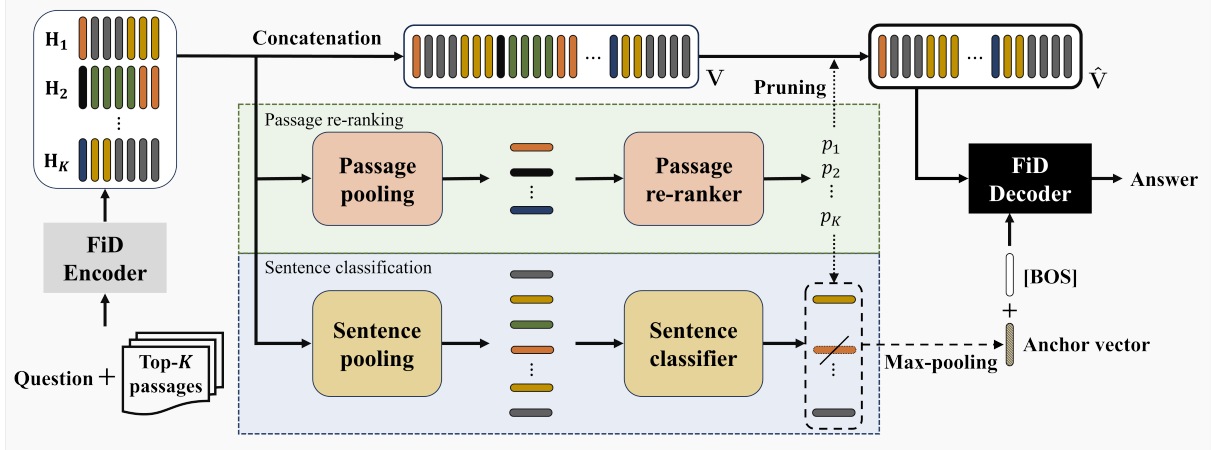 H1
H2
⋮
HK
FiD
Encoder
Question +
Top-K
passages
Concatenation
...
V
Pruning
...
V̂
Passage re-ranking
Passage
pooling
⋮
Passage
re-ranker
p1
p2
⋮
pK
Sentence classification
Sentence
pooling
⋮
Sentence
classifier
⋮
Max-pooling
FiD
Decoder
Answer
[BOS]
+
Anchor vector